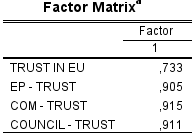 Factor Matrixª
Factor
1
TRUST IN EU ,733
EP - TRUST ,905
COM - TRUST ,915
COUNCIL - TRUST ,911